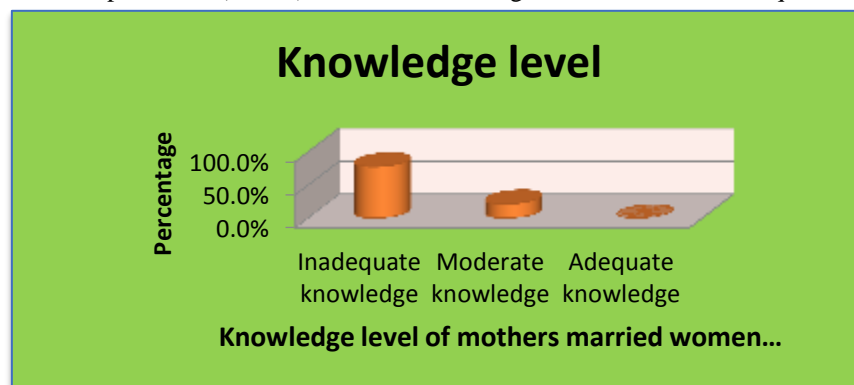 Knowledge level
Percentage
100.0%
50.0%
0.0%
Inadequate knowledge
Moderate knowledge
Adequate knowledge
Knowledge level of mothers married women…